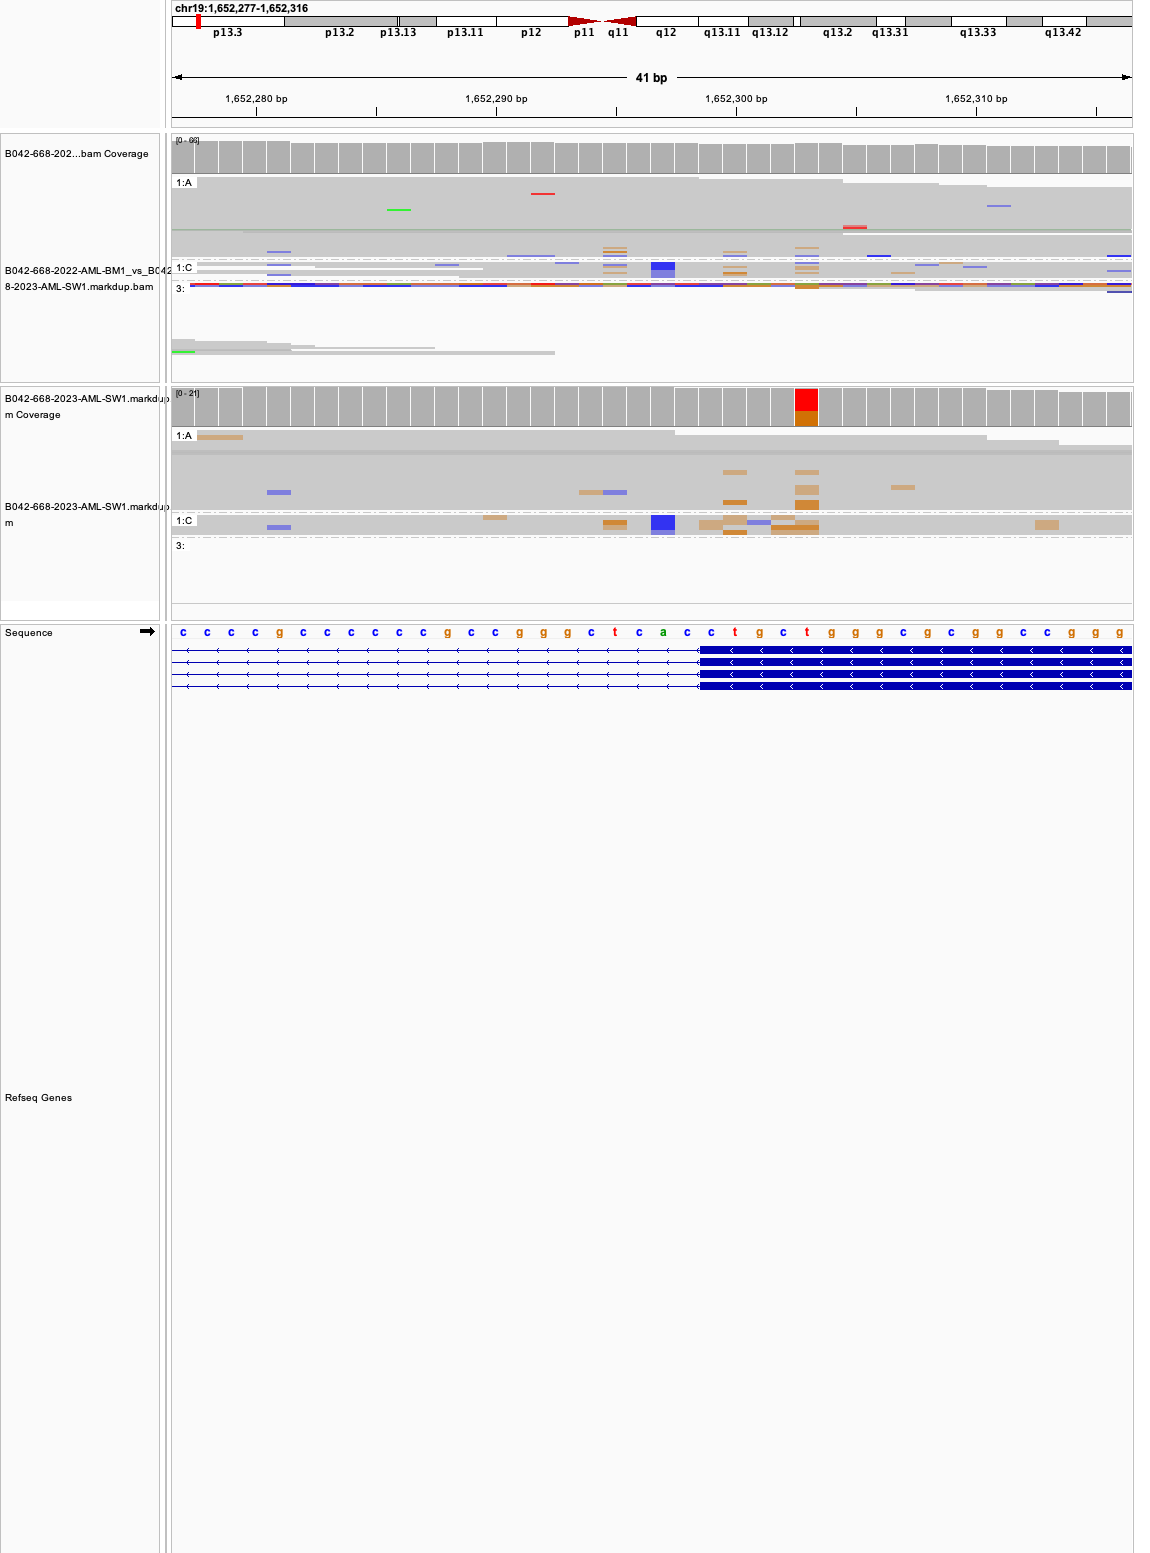 chr19:1,652,277-1,652,316
p13.3 p13.2 p13.13 p13.11 p12 p11 q11 q12 q13.11 q13.12 q13.2 q13.31 q13.33 q13.42
41 bp
1,652,280 bp 1,652,290 bp 1,652,300 bp 1,652,310 bp
[0 - 66]
B042-668-202...bam Coverage
1:A
B042-668-2022-AML-BM1_vs_B042
1:C
8-2023-AML-SW1.markdup.bam
3:
[0 - 21]
B042-668-2023-AML-SW1.markdup
m Coverage
1:A
B042-668-2023-AML-SW1.markdup
m
1:C
3:
Sequence c c c c g c c c c c c g c c g g g c t c a c c t g c t g g g c g c g g c c g g g
Refseq Genes